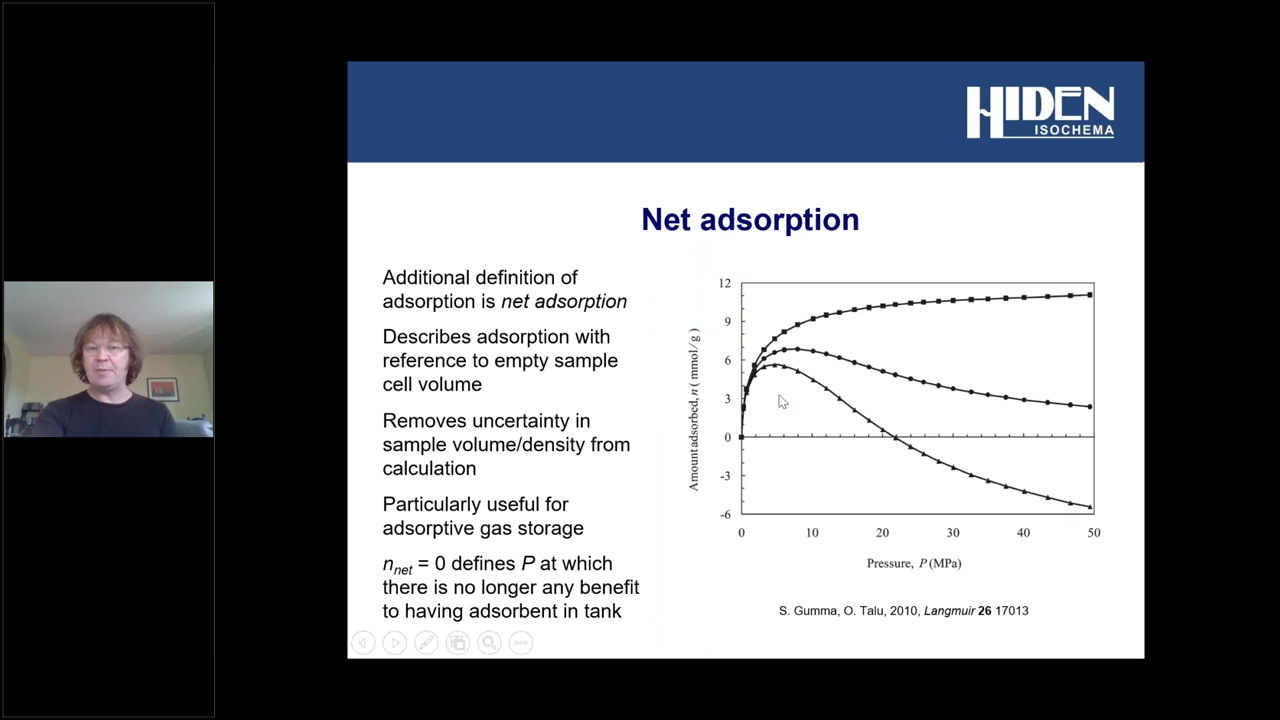 HIDEN
ISOCHEMA
Net adsorption
Additional definition of
adsorption is net adsorption
Describes adsorption with
reference to empty sample
cell volume
Removes uncertainty in
sample volume/density from
calculation
Particularly useful for
adsorptive gas storage
nnet = 0 defines P at which
there is no longer any benefit
to having adsorbent in tank
Amount adsorbed, n ( mmol / g )
12
9
6
3
0
-3
-6
0 10 20 30 40 50
Pressure, P (MPa)
S. Gumma, O. Talu, 2010, Langmuir 26 17013